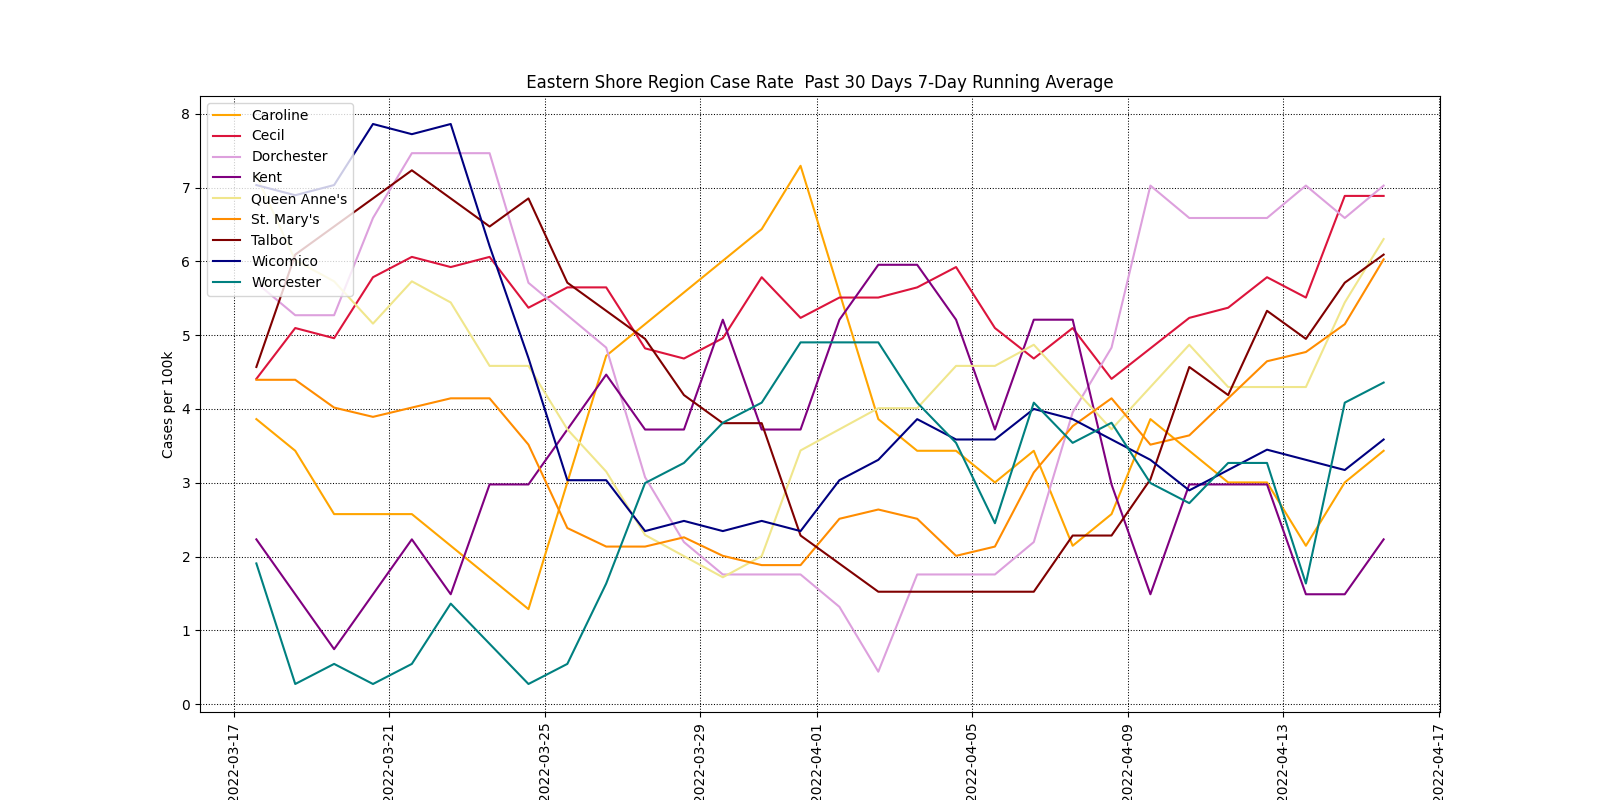 Eastern Shore Region Case Rate  Past 30 Days 7-Day Running Average
Cases per 100k
8
7
6
5
4
3
2
1
0
Caroline
Cecil
Dorchester
Kent
Queen Anne's
St. Mary's
Talbot
Wicomico
Worcester
2022-03-17
2022-03-21
2022-03-25
2022-03-29
2022-04-01
2022-04-05
2022-04-09
2022-04-13
2022-04-17